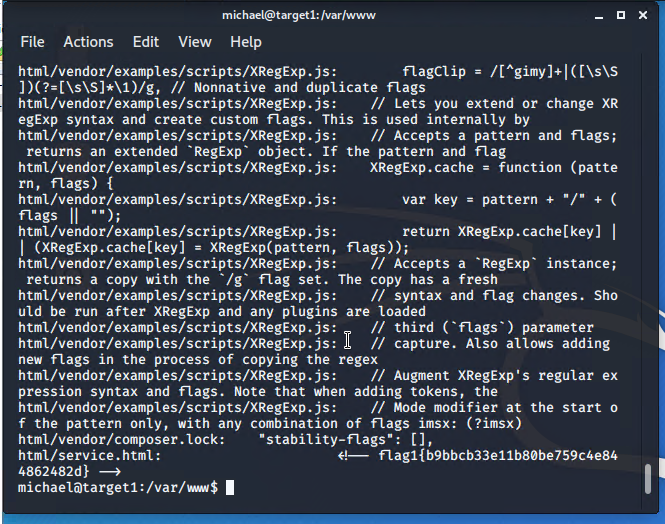 michael@target1:/var/www
File Actions Edit View Help
html/vendor/examples/scripts/XRegExp.js:        flagClip = /[^gimy]+|([\s\S
])(?=[\s\S]*\1)/g, // Nonnative and duplicate flags
html/vendor/examples/scripts/XRegExp.js:    // Lets you extend or change XR
egExp syntax and create custom flags. This is used internally by
html/vendor/examples/scripts/XRegExp.js:    // Accepts a pattern and flags;
 returns an extended `RegExp` object. If the pattern and flag
html/vendor/examples/scripts/XRegExp.js:    XRegExp.cache = function (patte
rn, flags) {
html/vendor/examples/scripts/XRegExp.js:        var key = pattern + "/" + (
flags || "");
html/vendor/examples/scripts/XRegExp.js:        return XRegExp.cache[key] |
| (XRegExp.cache[key] = XRegExp(pattern, flags));
html/vendor/examples/scripts/XRegExp.js:    // Accepts a `RegExp` instance;
 returns a copy with the `/g` flag set. The copy has a fresh
html/vendor/examples/scripts/XRegExp.js:    // syntax and flag changes. Sho
uld be run after XRegExp and any plugins are loaded
html/vendor/examples/scripts/XRegExp.js:    // third (`flags`) parameter
html/vendor/examples/scripts/XRegExp.js:    // capture. Also allows adding
new flags in the process of copying the regex
html/vendor/examples/scripts/XRegExp.js:    // Augment XRegExp's regular ex
pression syntax and flags. Note that when adding tokens, the
html/vendor/examples/scripts/XRegExp.js:    // Mode modifier at the start o
f the pattern only, with any combination of flags imsx: (?imsx)
html/vendor/composer.lock:    "stability-flags": [],
html/service.html:                  <!-- flag1{b9bbcb33e11b80be759c4e84
4862482d} -->
michael@target1:/var/www$